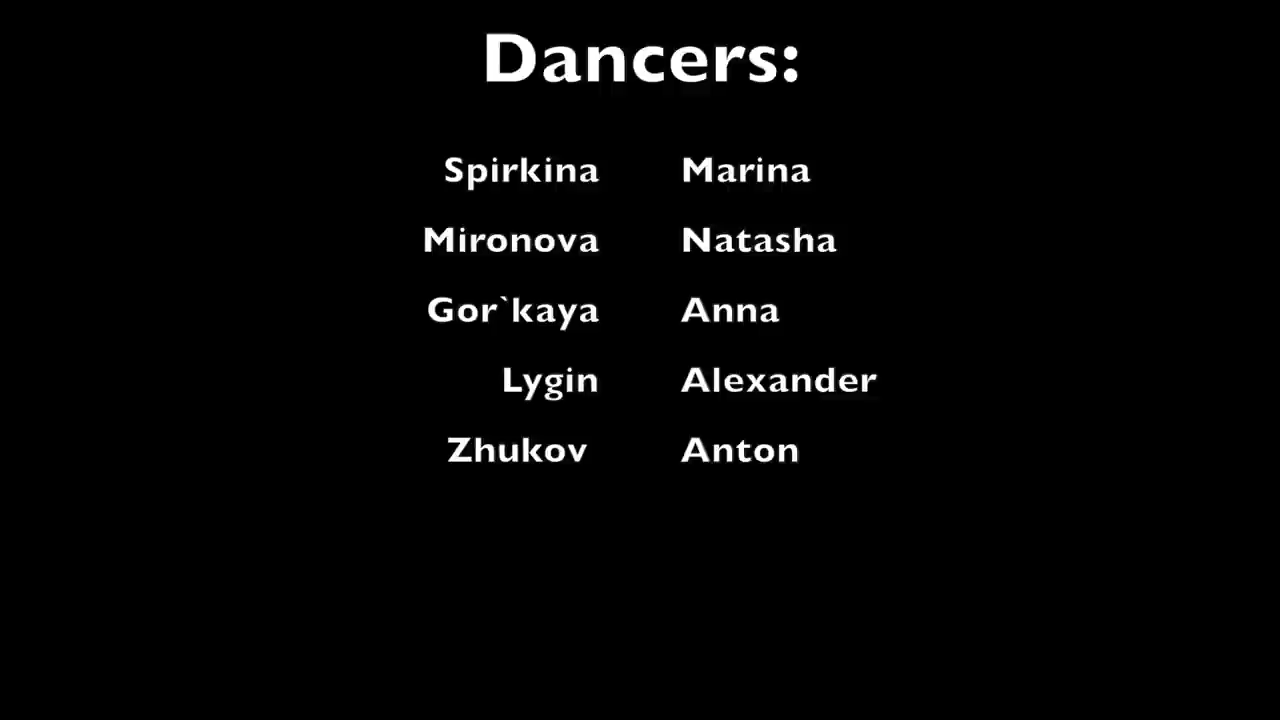 Dancers:
Spirkina Marina
Mironova Natasha
Gor`kaya Anna
Lygin Alexander
Zhukov Anton